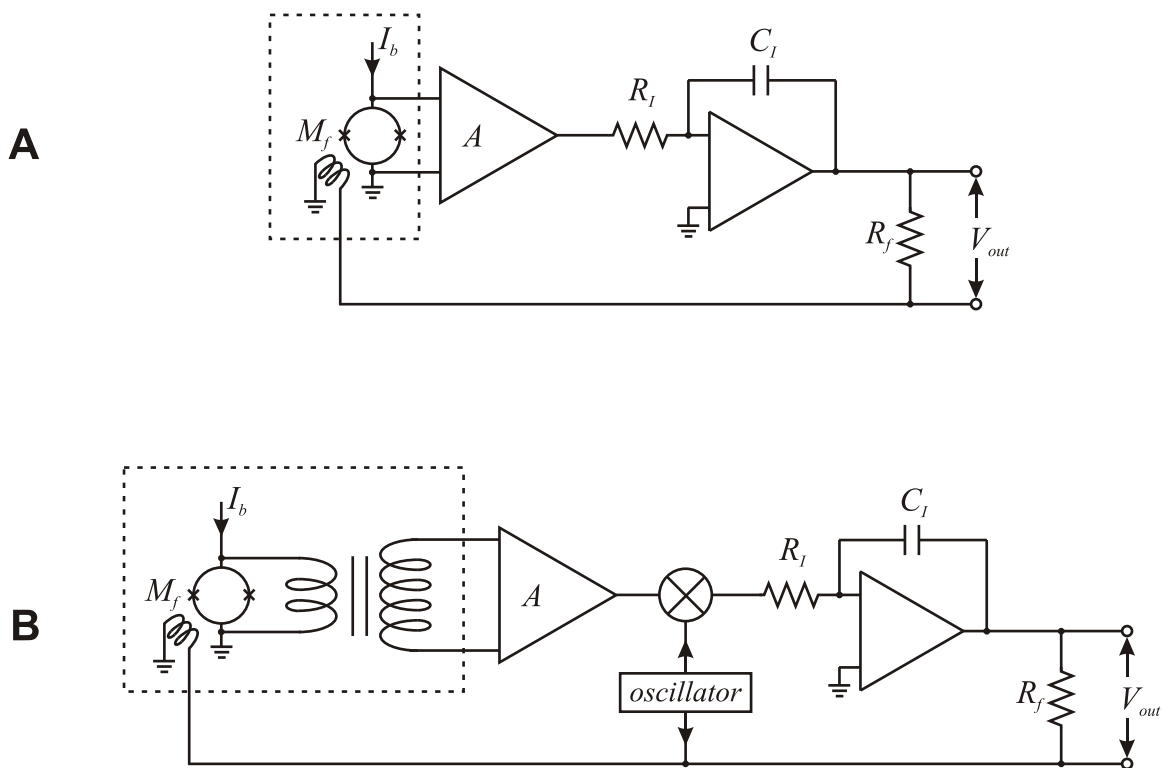 A
I_b
M_f
A
R_I
C_I
R_f
V_out
B
I_b
M_f
A
oscillator
R_I
C_I
R_f
V_out